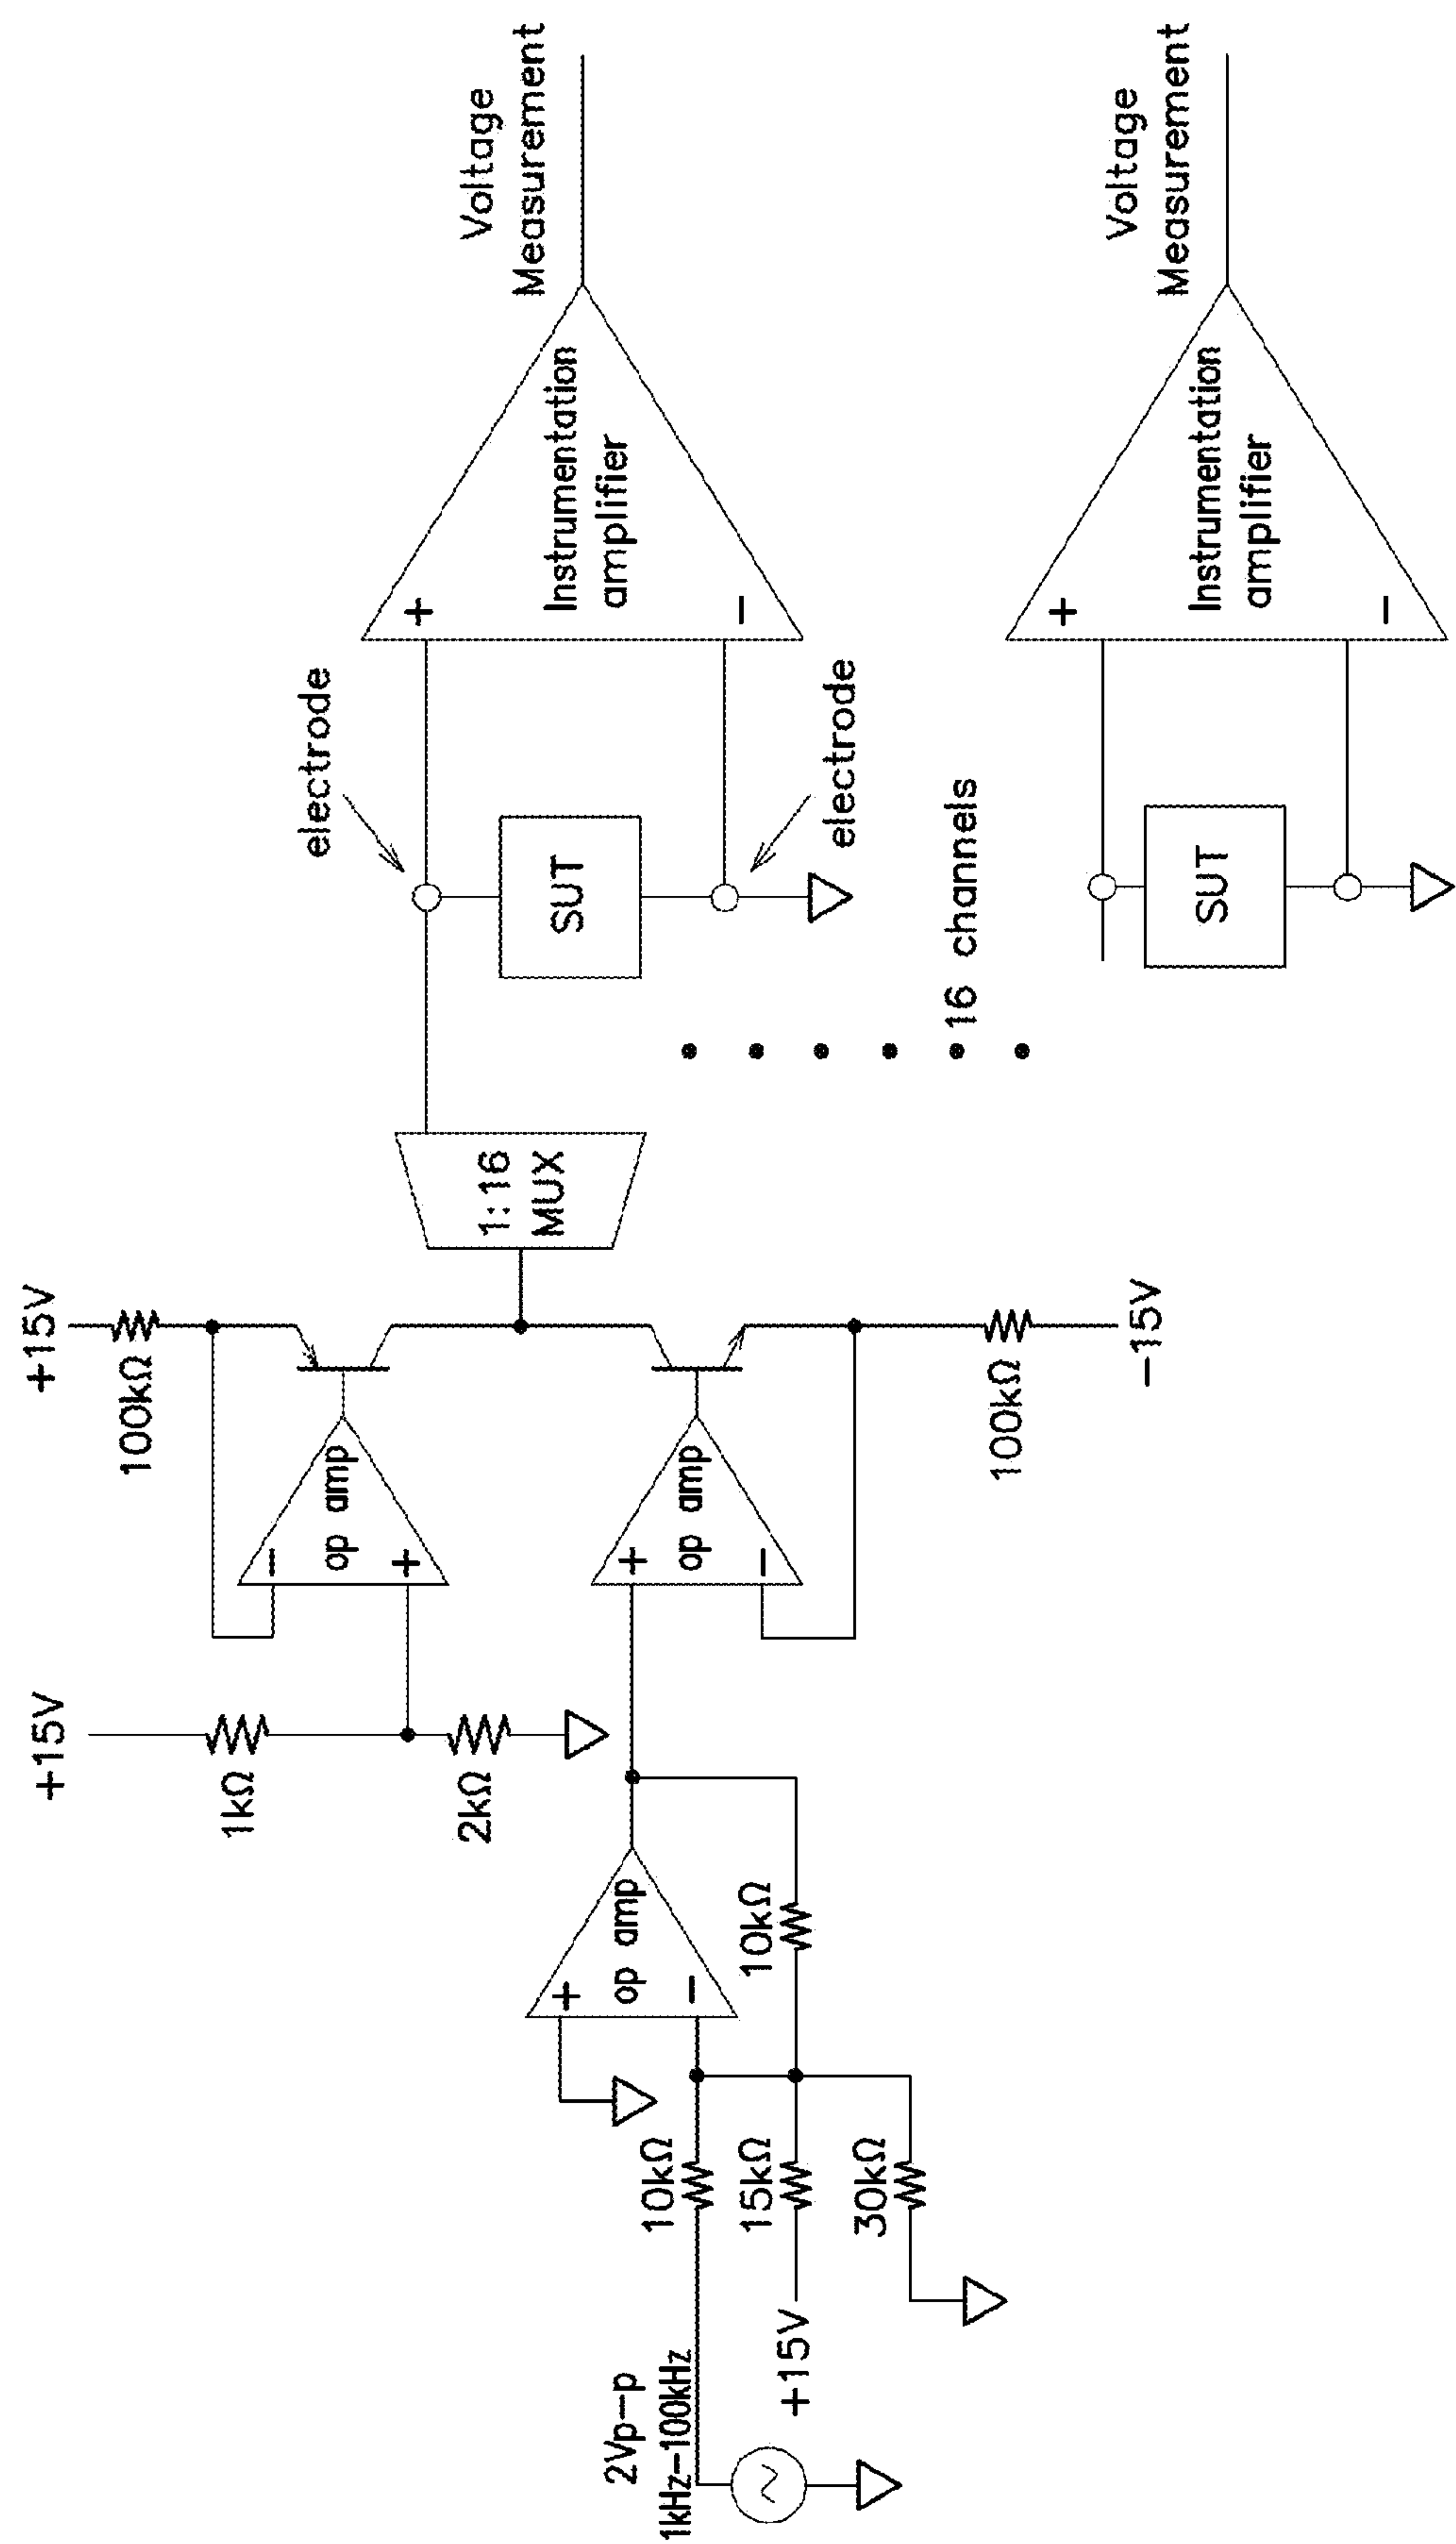 2Vp-p
1kHz-100kHz
+15V
10kΩ
15kΩ
30kΩ
+
op amp
-
10kΩ
+15V
1kΩ
2kΩ
-
op amp
+
+
op amp
-
+15V
100kΩ
100kΩ
-15V
1:16
MUX
16 channels
electrode
SUT
electrode
+
Instrumentation
amplifier
-
Voltage
Measurement
SUT
+
Instrumentation
amplifier
-
Voltage
Measurement